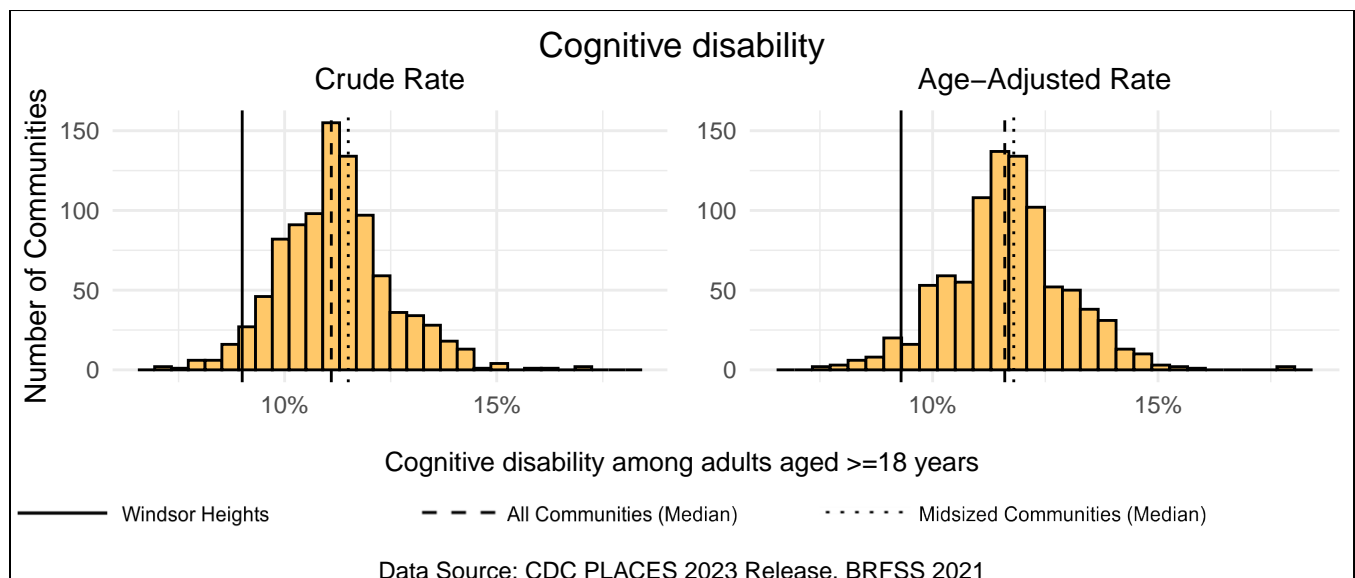 Cognitive disability
Crude Rate
Age−Adjusted Rate
Number of Communities
150
100
50
0
10%
15%
150
100
50
0
10%
15%
Cognitive disability among adults aged >=18 years
Windsor Heights
All Communities (Median)
Midsized Communities (Median)
Data Source: CDC PLACES 2023 Release, BRFSS 2021